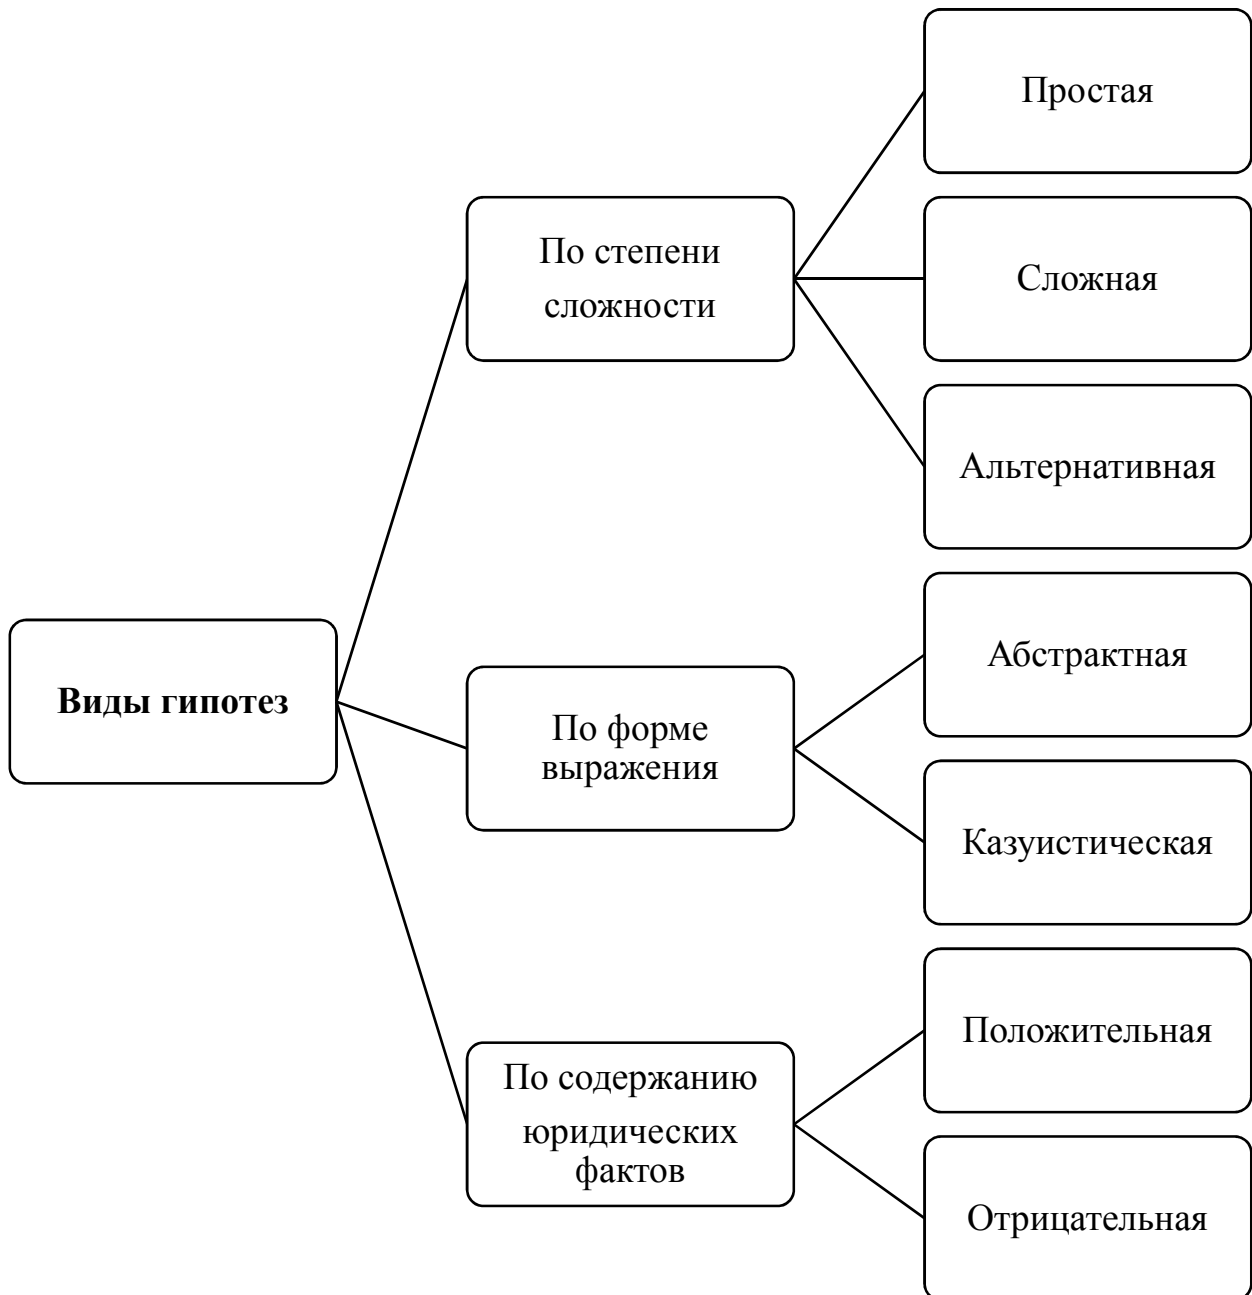 Виды гипотез
По степени
сложности
Простая
Сложная
Альтернативная
По форме
выражения
Абстрактная
Казуистическая
По содержанию
юридических
фактов
Положительная
Отрицательная